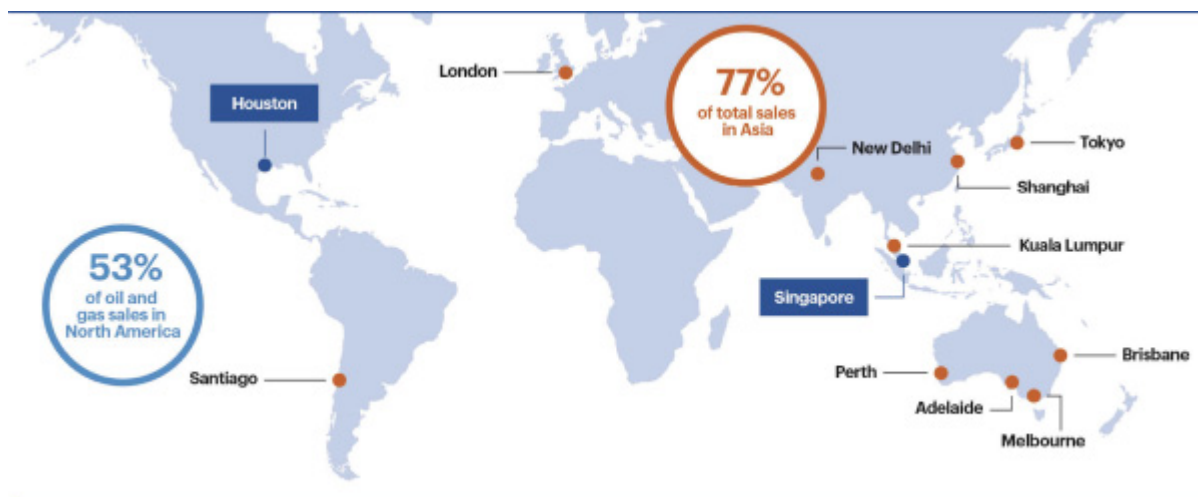 London
77%
of total sales
in Asia
Houston
New Delhi
Tokyo
Shanghai
53%
of oil and
gas sales in
North America
Kuala Lumpur
Singapore
Santiago
Perth
Brisbane
Adelaide
Melbourne